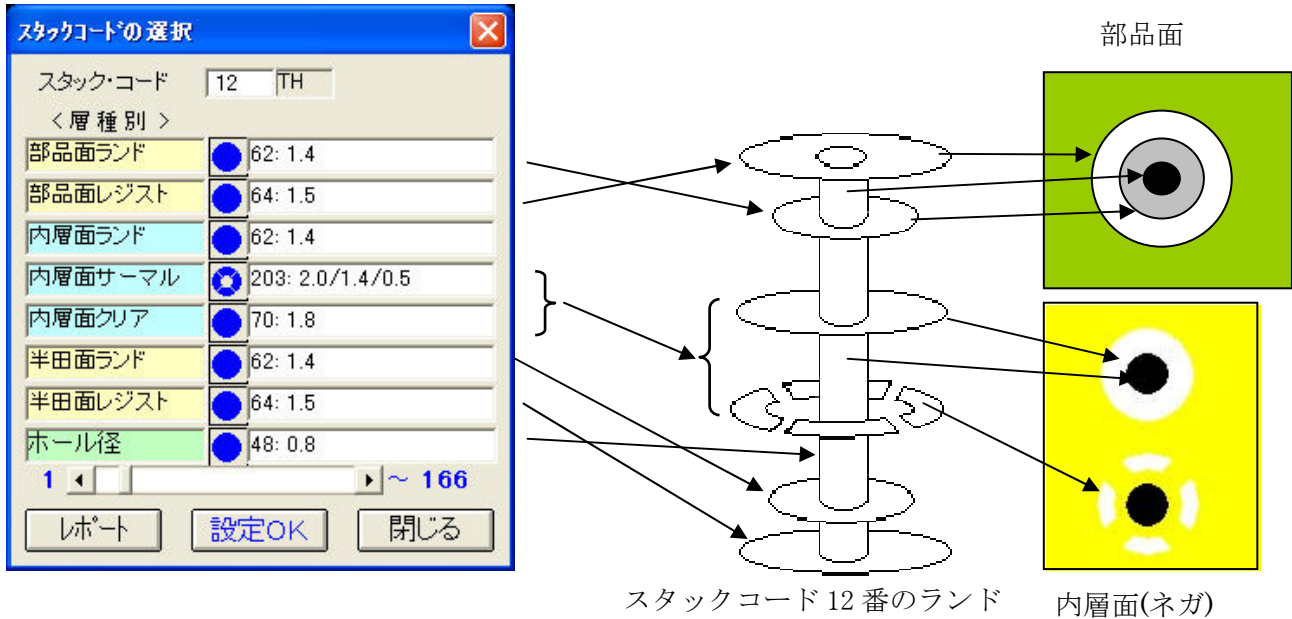 スタックコードの選択
スタック・コード 12 TH
<層種別>
部品面ランド 62: 1.4
部品面レジスト 64: 1.5
内層面ランド 62: 1.4
内層面サーマル 203: 2.0/1.4/0.5
内層面クリア 70: 1.8
半田面ランド 62: 1.4
半田面レジスト 64: 1.5
ホール径 48: 0.8
1 ~ 166
レポート 設定OK 閉じる
部品面
スタックコード 12 番のランド
内層面(ネガ)